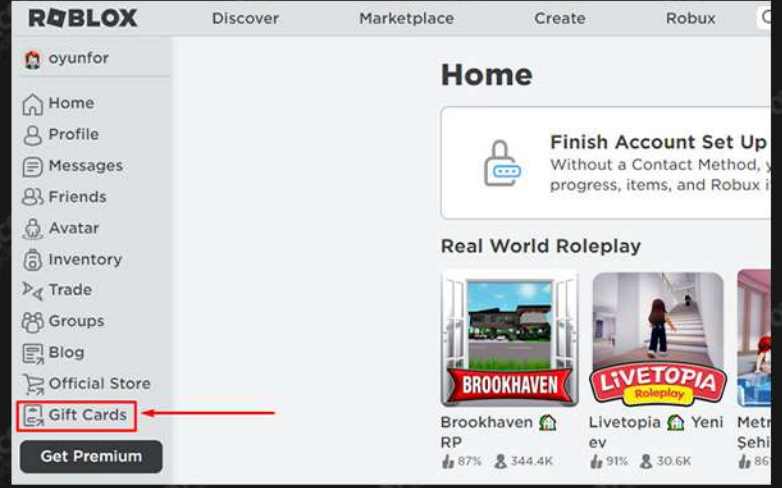 ROBLOX
Discover
Marketplace
Create
Robux
oyunfor
Home
Profile
Messages
Friends
Avatar
Inventory
Trade
Groups
Blog
Official Store
Gift Cards
Get Premium
Home
Finish Account Set Up
Without a Contact Method, y
progress, items, and Robux i
Real World Roleplay
BROOKHAVEN
LiVETOPIA
Roleplay
Brookhaven 🏠
RP
87% 344.4K
Livetopia 🏠 Yeni
ev
91% 30.6K
Metr
Şehi
86